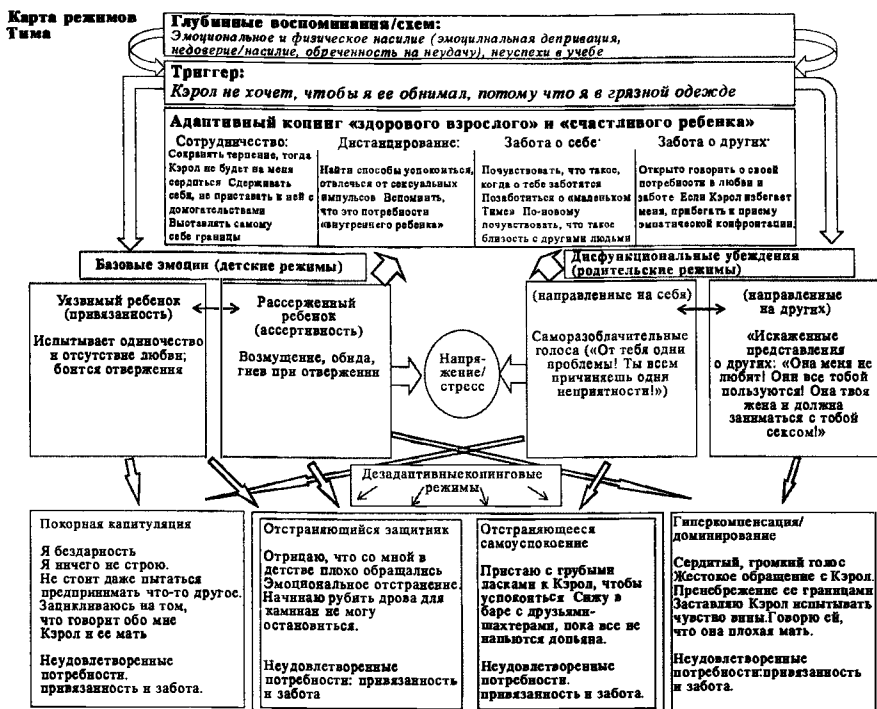 Карта режимов
Тима
Глубинные воспоминания/схем:
Эмоциональное и физическое насилие (эмоцилнальная депривация,
недоверие/насилие, обреченность на неудачу), неуспехи в учебе
Триггер:
Кэрол не хочет, чтобы я ее обнимал, потому что я в грязной одежде
Адаптивный копинг «здорового взрослого» и «счастливого ребенка»
Сотрудничество:
Сохранять терпение, тогда
Кэрол не будет на меня
сердиться Сдерживать
себя, не приставать к ней с
домогательствами
Выставлять самому
себе границы
Дистанцирование:
Найти способы успокоиться,
отвлечься от сексуальных
импульсов Вспомнить,
что это потребности
«внутреннего ребенка»
Забота о себе
Почувствовать, что такое,
когда о тебе заботятся
Позаботиться о «маленьком
Тиме» По-новому
почувствовать, что такое
близость с другими людьми
Забота о других
Открыто говорить о своей
потребности в любви и
заботе Если Кэрол избегает
меня, прибегать к приему
эмпатической конфронтации.
Базовые эмоции (детские режимы)
Дисфункциональные убеждения
(родительские режимы)
Уязвимый ребенок
(привязанность)
Испытывает одиночество
и отсутствие любви;
боится отвержения
Рассерженный
ребенок
(ассертивность)
Возмущение, обида,
гнев при отвержении
Напря-
жение/
стресс
(направленные на себя)
Саморазоблачительные
голоса («От тебя одни
проблемы! Ты всем
причиняешь одни
неприятности!»)
(направленные
на других)
«Искаженные
представления
о других: «Она меня не
любит! Они все тобой
пользуются! Она твоя
жена и должна
заниматься с тобой
сексом!»
Дезадаптивныекопинговые
режимы
Покорная капитуляция
Я бездарность
Я ничего не строю.
Не стоит даже пытаться
предпринимать что-то другое.
Зацикливаюсь на том,
что говорит обо мне
Кэрол и ее мать
Неудовлетворенные
потребности.
привязанность и забота.
Отстраняющийся защитник
Отрицаю, что со мной в
детстве плохо обращались
Эмоциональное отстранение.
Начинаю рубить дрова для
каминаи не могу
остановиться.
Неудовлетворенные
потребности: привязанность
и забота
Отстраняющееся
самоуспокоение
Пристаю с грубыми
ласками к Кэрол, чтобы
успокоиться Сижу в
баре с друзьями-
шахтерами, пока все не
напьются допьяна.
Неудовлетворенные
потребности.
привязанность и забота.
Гиперкомпенсация/
доминирование
Сердитый, громкий голос
Жестокое обращение с Кэрол.
Пренебрежение ее границами
Заставляю Кэрол испытывать
чувство вины.Говорю ей,
что она плохая мать.
Неудовлетворенные
потребности:привязанность
и забота.